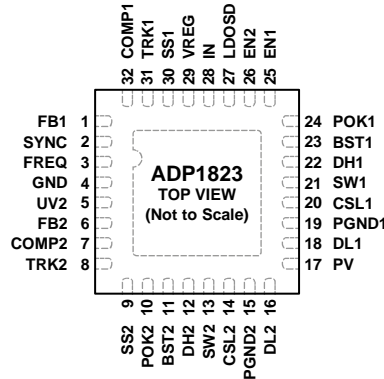 32 COMP1
31 TRK1
30 SS1
29 VREG
28 IN
27 LDOSD
26 EN2
25 EN1
FB1 1
SYNC 2
FREQ 3
GND 4
UV2 5
FB2 6
COMP2 7
TRK2 8
ADP1823
TOP VIEW
(Not to Scale)
24 POK1
23 BST1
22 DH1
21 SW1
20 CSL1
19 PGND1
18 DL1
17 PV
SS2 9
POK2 10
BST2 11
DH2 12
SW2 13
CSL2 14
PGND2 15
DL2 16